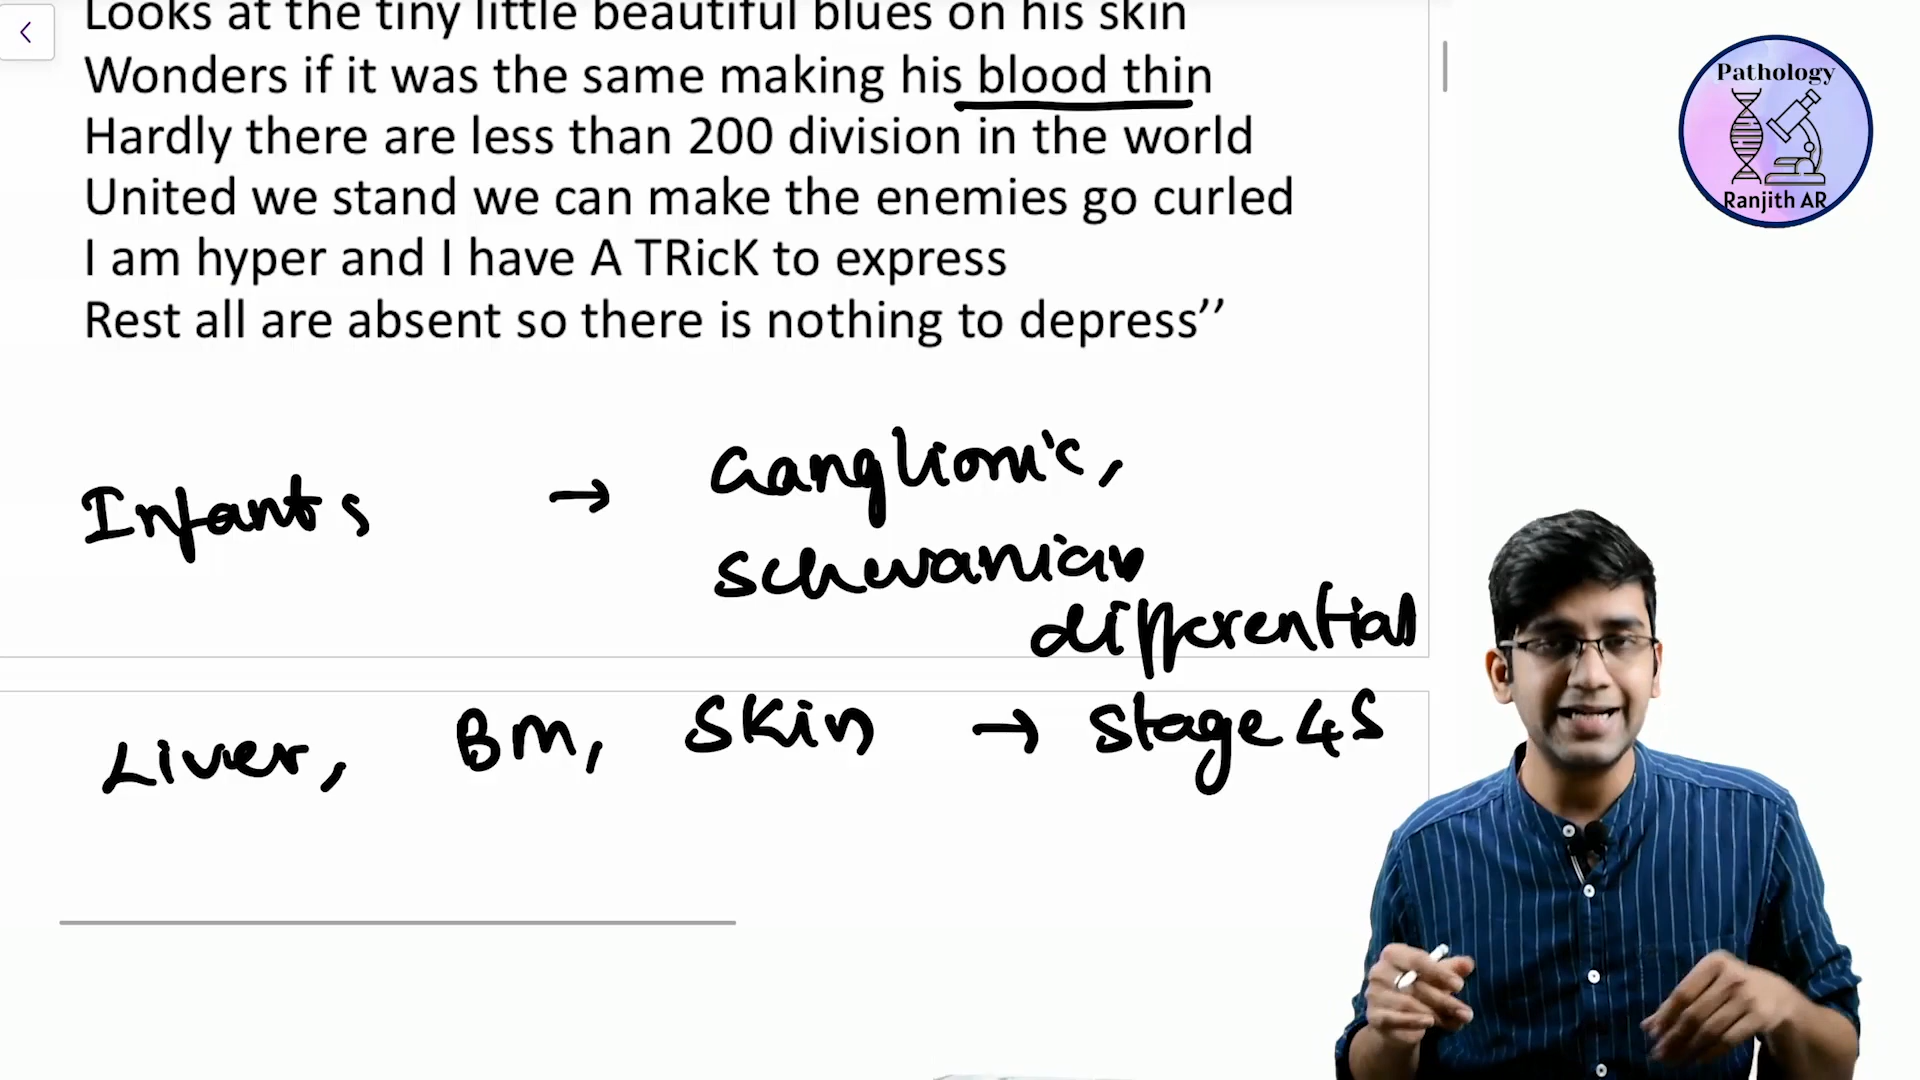 Looks at the tiny little beautiful blues on his skin
Wonders if it was the same making his blood thin
Hardly there are less than 200 division in the world
United we stand we can make the enemies go curled
I am hyper and I have A TRicK to express
Rest all are absent so there is nothing to depress’’
Infants → Ganglionic,
schwanian
differential
Liver, BM, Skin → Stage 4S
Pathology
Ranjith AR